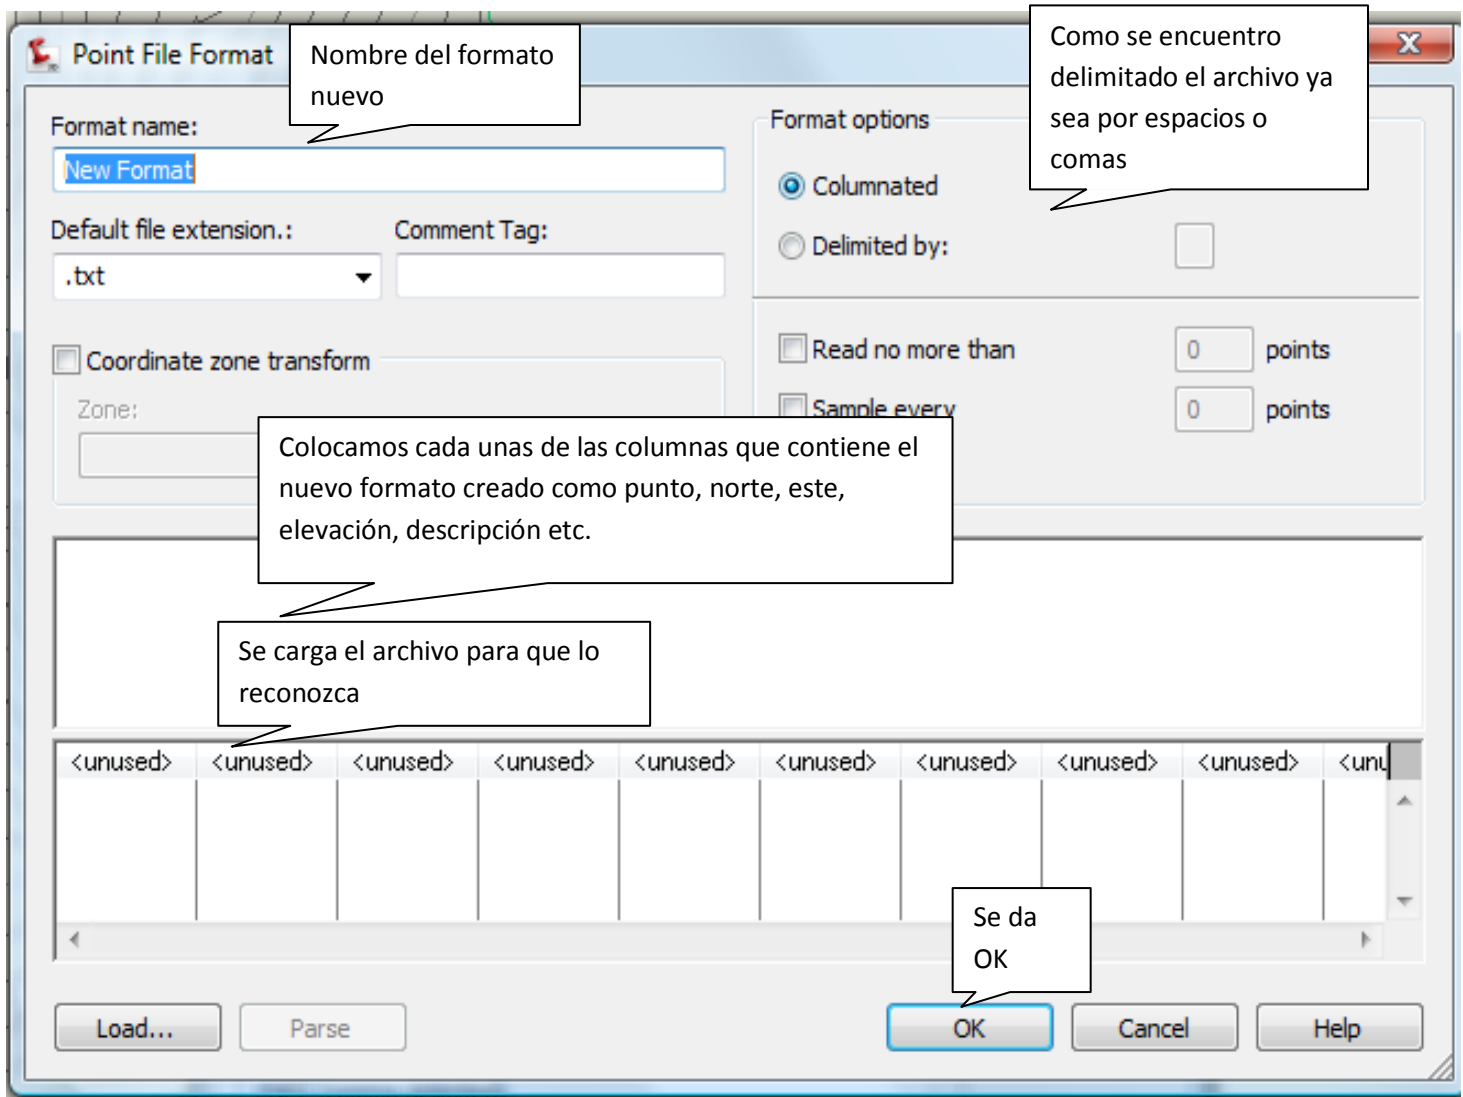 Point File Format
Nombre del formato
nuevo
Como se encuentro
delimitado el archivo ya
sea por espacios o
comas
Format name:
New Format
Default file extension.:
Comment Tag:
.txt
Format options
Columnated
Delimited by:
Read no more than
0
points
Sample every
0
points
Coordinate zone transform
Zone:
Colocamos cada unas de las columnas que contiene el
nuevo formato creado como punto, norte, este,
elevación, descripción etc.
Se carga el archivo para que lo
reconozca
<unused> <unused> <unused> <unused> <unused> <unused> <unused> <unused> <unused> <unu
Se da
OK
Load... Parse OK Cancel Help